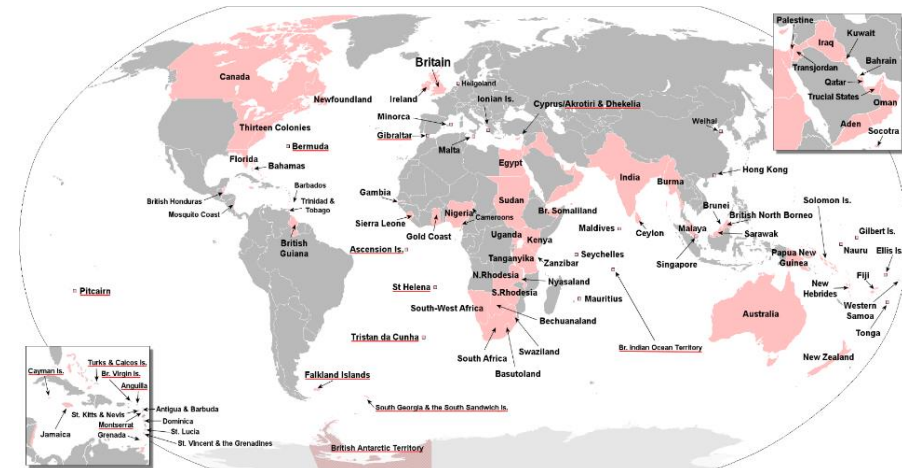 Canada
Newfoundland
Thirteen Colonies
Florida
Bermuda
Bahamas
British Honduras
Mosquito Coast
Barbados
Trinidad &
Tobago
British
Guiana
Pitcairn
Britain
Ireland
Helgoland
Ionian Is.
Minorca
Gibraltar
Malta
Cyprus/Akrotiri & Dhekelia
Egypt
Sudan
Gambia
Sierra Leone
Gold Coast
Nigeria
Cameroons
Br. Somaliland
Uganda
Kenya
Tanganyika
Zanzibar
Ascension Is.
St Helena
Tristan da Cunha
N.Rhodesia
Nyasaland
S.Rhodesia
South-West Africa
Bechuanaland
Swaziland
South Africa
Basutoland
Falkland Islands
South Georgia & the South Sandwich Is.
British Antarctic Territory
Maldives
Seychelles
Mauritius
Br. Indian Ocean Territory
India
Burma
Ceylon
Weihai
Hong Kong
Brunei
British North Borneo
Malaya
Sarawak
Singapore
Papua New
Guinea
Solomon Is.
Gilbert Is.
Nauru
Ellis Is.
Fiji
New
Hebrides
Western
Samoa
Tonga
Australia
New Zealand
Palestine
Iraq
Kuwait
Transjordan
Bahrain
Qatar
Trucial States
Oman
Aden
Socotra
Turks & Caicos Is.
Cayman Is.
Br. Virgin Is.
Anguilla
St. Kitts & Nevis
Antigua & Barbuda
Montserrat
Dominica
Jamaica
Grenada
St. Lucia
St. Vincent & the Grenadines